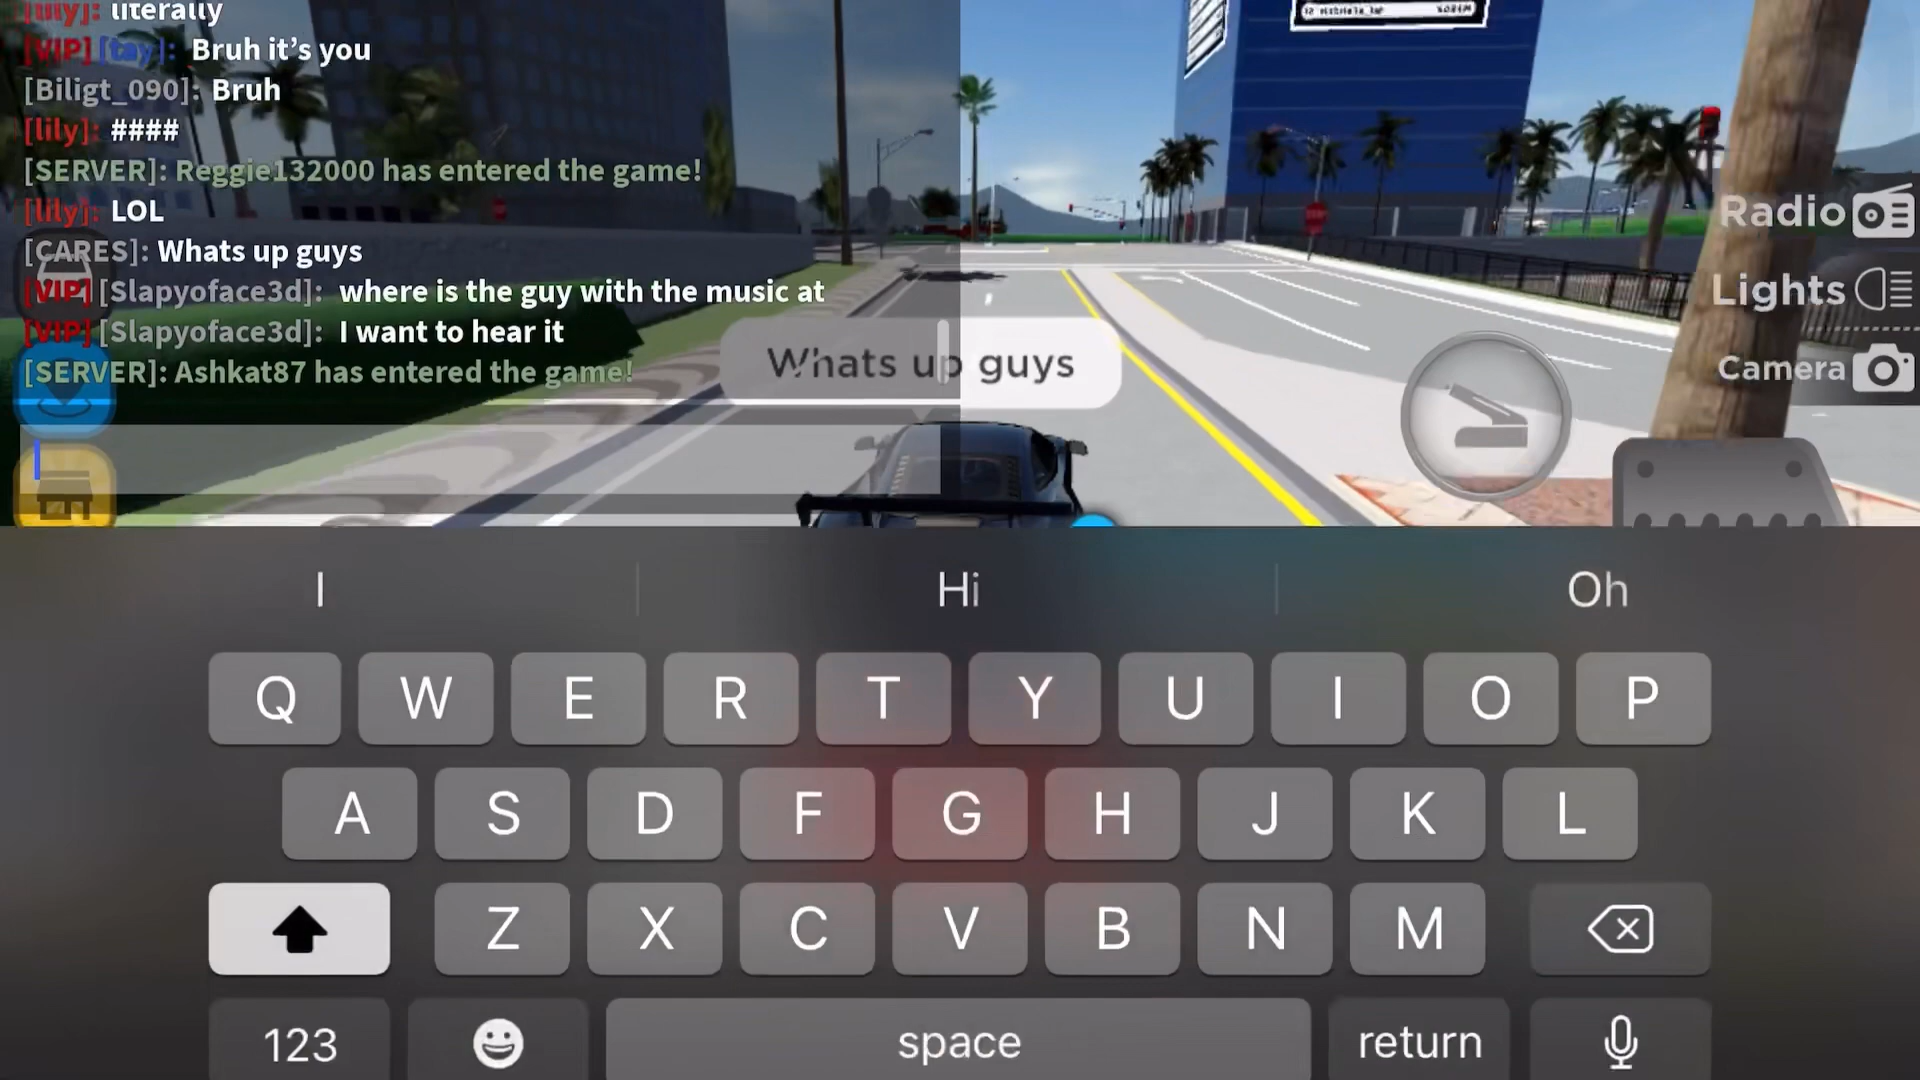 [lily]: literally
[VIP] [tay]: Bruh it’s you
[Biligt_090]: Bruh
[lily]: ####
[SERVER]: Reggie132000 has entered the game!
[lily]: LOL
[CARES]: Whats up guys
[VIP] [Slapyoface3d]: where is the guy with the music at
[VIP] [Slapyoface3d]: I want to hear it
[SERVER]: Ashkat87 has entered the game!
Whats up guys
Radio
Lights
Camera
I Hi Oh
Q W E R T Y U I O P
A S D F G H J K L
Z X C V B N M
123 space return